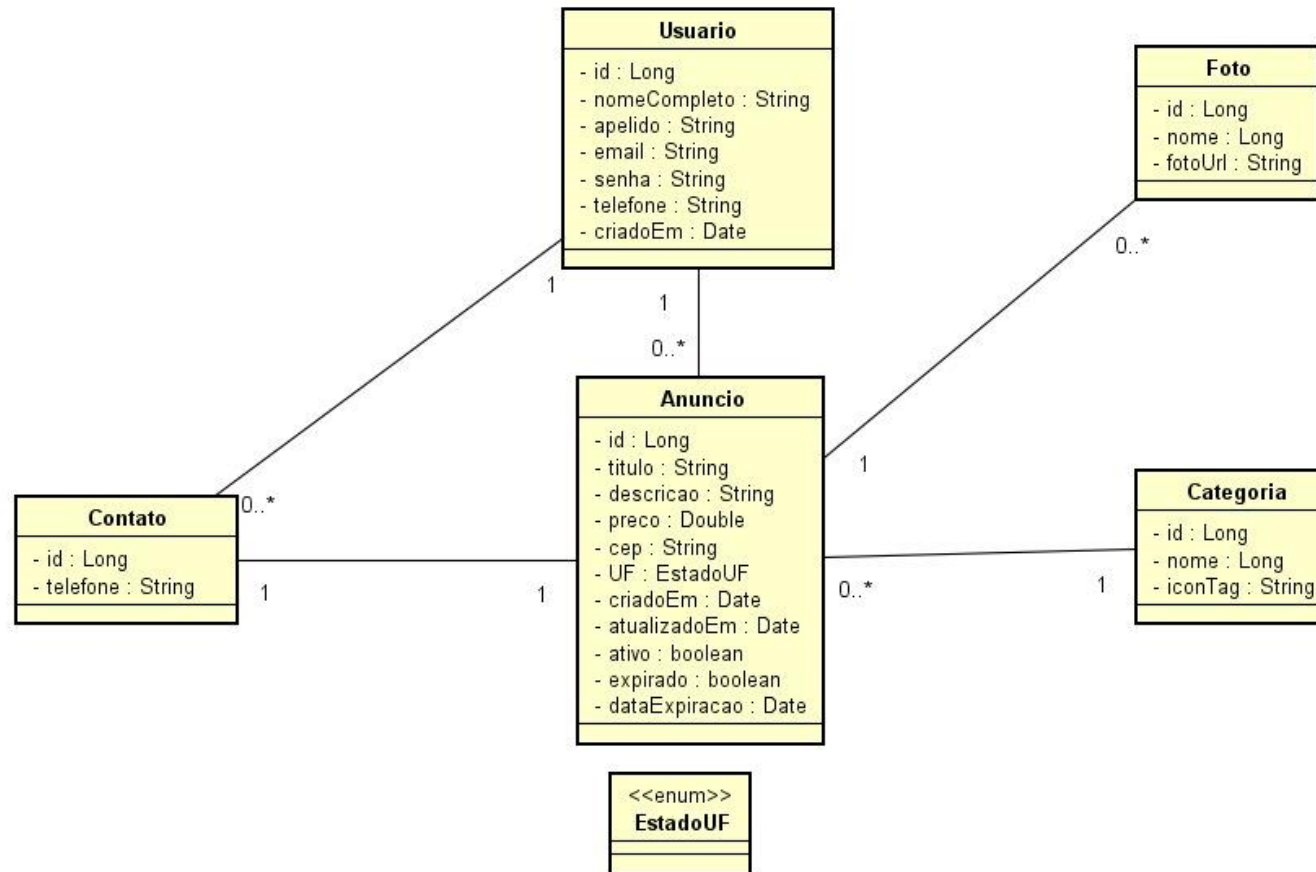 Usuario
- id : Long
- nomeCompleto : String
- apelido : String
- email : String
- senha : String
- telefone : String
- criadoEm : Date
Foto
- id : Long
- nome : Long
- fotoUrl : String
0..*
1
1
0..*
Anuncio
- id : Long
- titulo : String
- descricao : String
- preco : Double
- cep : String
- UF : EstadoUF
- criadoEm : Date
- atualizadoEm : Date
- ativo : boolean
- expirado : boolean
- dataExpiracao : Date
1
Contato
- id : Long
- telefone : String
0..*
1
1
Categoria
- id : Long
- nome : Long
- iconTag : String
0..*
1
<<enum>>
EstadoUF